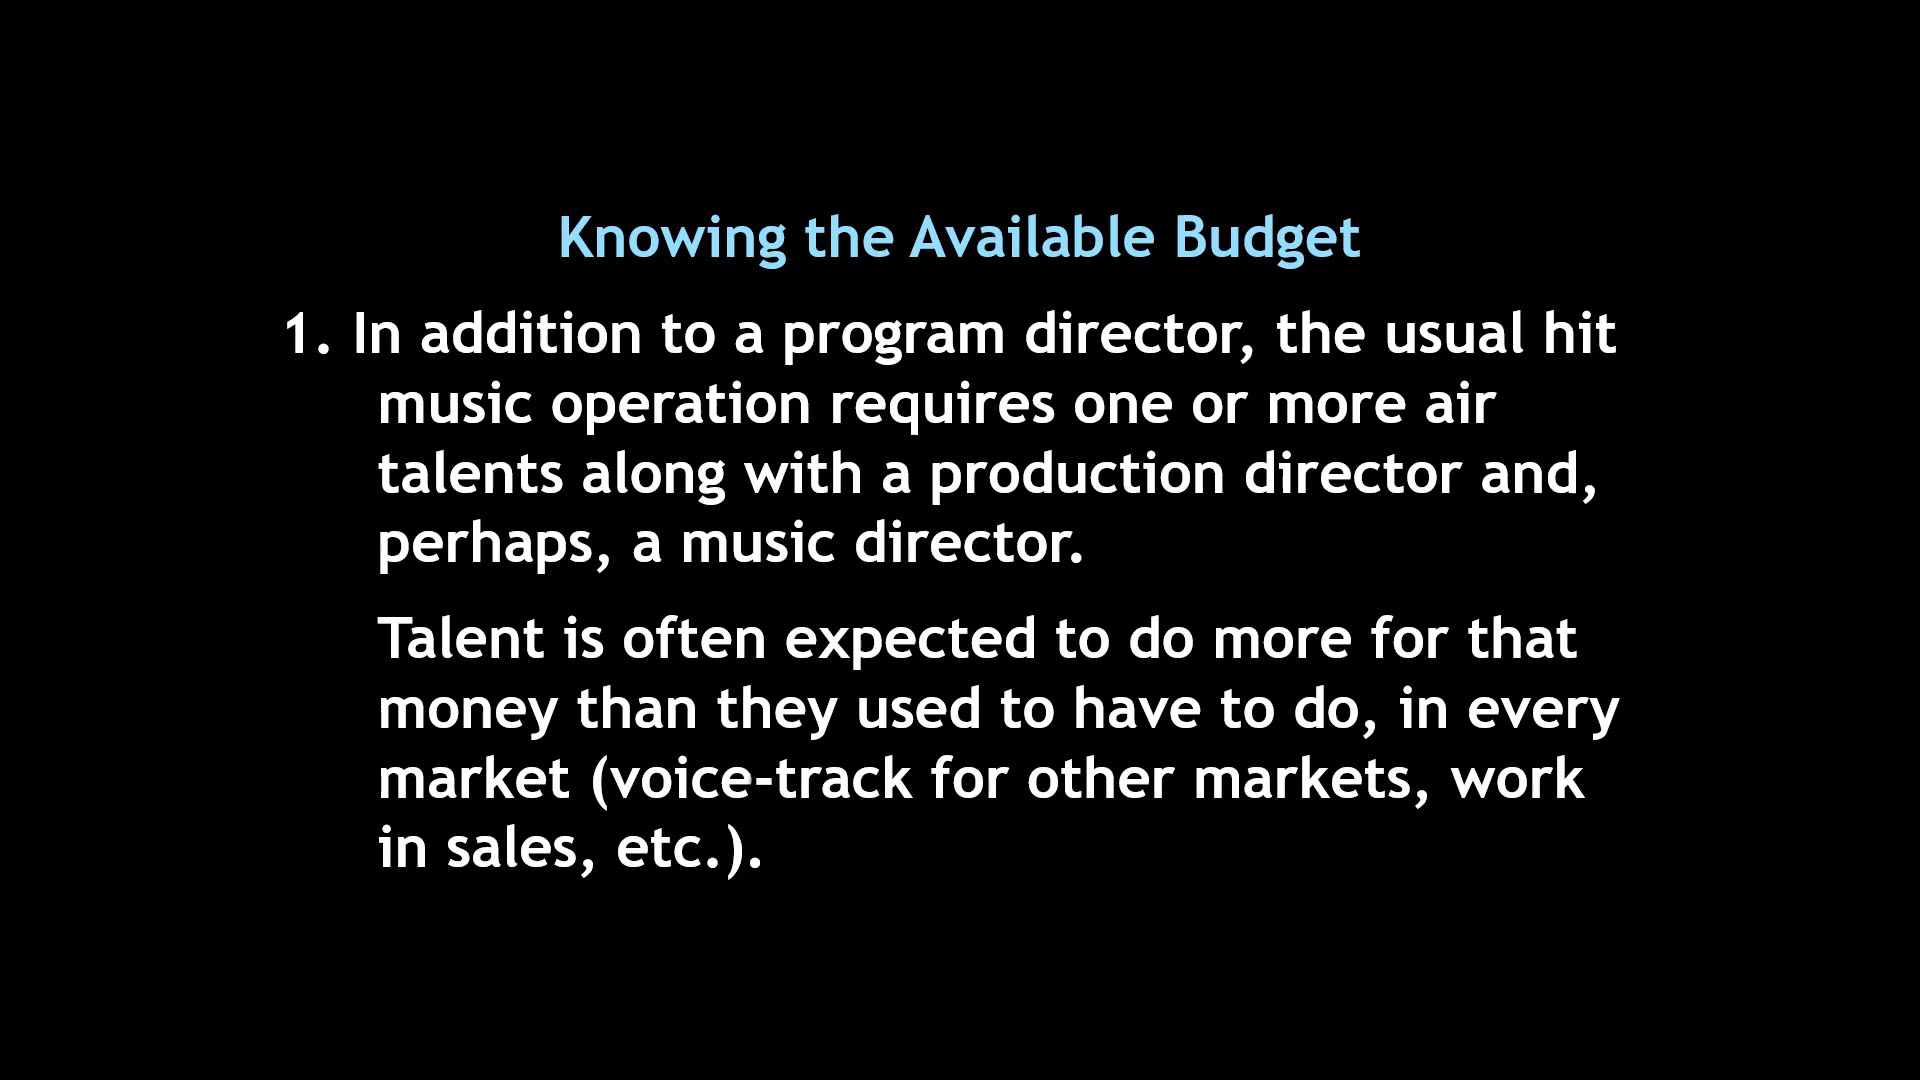 Knowing the Available Budget
1. In addition to a program director, the usual hit
music operation requires one or more air
talents along with a production director and,
perhaps, a music director.
Talent is often expected to do more for that
money than they used to have to do, in every
market (voice-track for other markets, work
in sales, etc.).